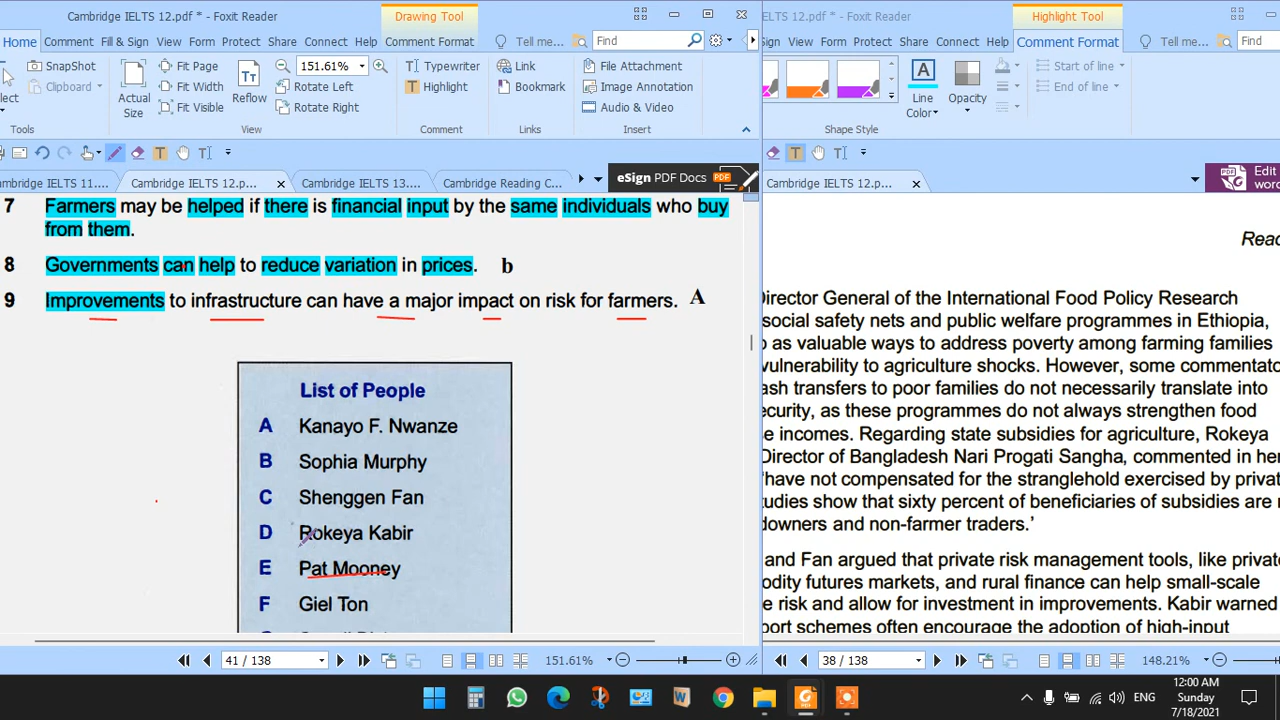 Cambridge IELTS 12.pdf * - Foxit Reader
Drawing Tool
Home Comment Fill & Sign View Form Protect Share Connect Help Comment Format Tell me... Find
SnapShot
Clipboard
Actual Size
Fit Page
Fit Width
Fit Visible
Reflow
151.61%
Rotate Left
Rotate Right
Typewriter
Highlight
Link
Bookmark
File Attachment
Image Annotation
Audio & Video
Tools View Comment Links Insert
Cambridge IELTS 11.... Cambridge IELTS 12.p... Cambridge IELTS 13.... Cambridge Reading C... eSign PDF Docs
7 Farmers may be helped if there is financial input by the same individuals who buy
from them.
8 Governments can help to reduce variation in prices. b
9 Improvements to infrastructure can have a major impact on risk for farmers. A
List of People
A Kanayo F. Nwanze
B Sophia Murphy
C Shenggen Fan
D Rokeya Kabir
E Pat Mooney
F Giel Ton
41 / 138 151.61%
Cambridge IELTS 12.pdf * - Foxit Reader
Highlight Tool
View Form Protect Share Connect Help Comment Format Tell me... Find
Line Color
Opacity
Start of line
End of line
Shape Style
Cambridge IELTS 12.p...
Edit
Director General of the International Food Policy Research
social safety nets and public welfare programmes in Ethiopia,
as valuable ways to address poverty among farming families
vulnerability to agriculture shocks. However, some commentato
ash transfers to poor families do not necessarily translate into
ecurity, as these programmes do not always strengthen food
e incomes. Regarding state subsidies for agriculture, Rokeya
Director of Bangladesh Nari Progati Sangha, commented in her
'have not compensated for the stranglehold exercised by privat
tudies show that sixty percent of beneficiaries of subsidies are
downers and non-farmer traders.'
and Fan argued that private risk management tools, like private
odity futures markets, and rural finance can help small-scale
e risk and allow for investment in improvements. Kabir warned
port schemes often encourage the adoption of high-input
38 / 138 148.21%
ENG
12:00 AM
Sunday
7/18/2021